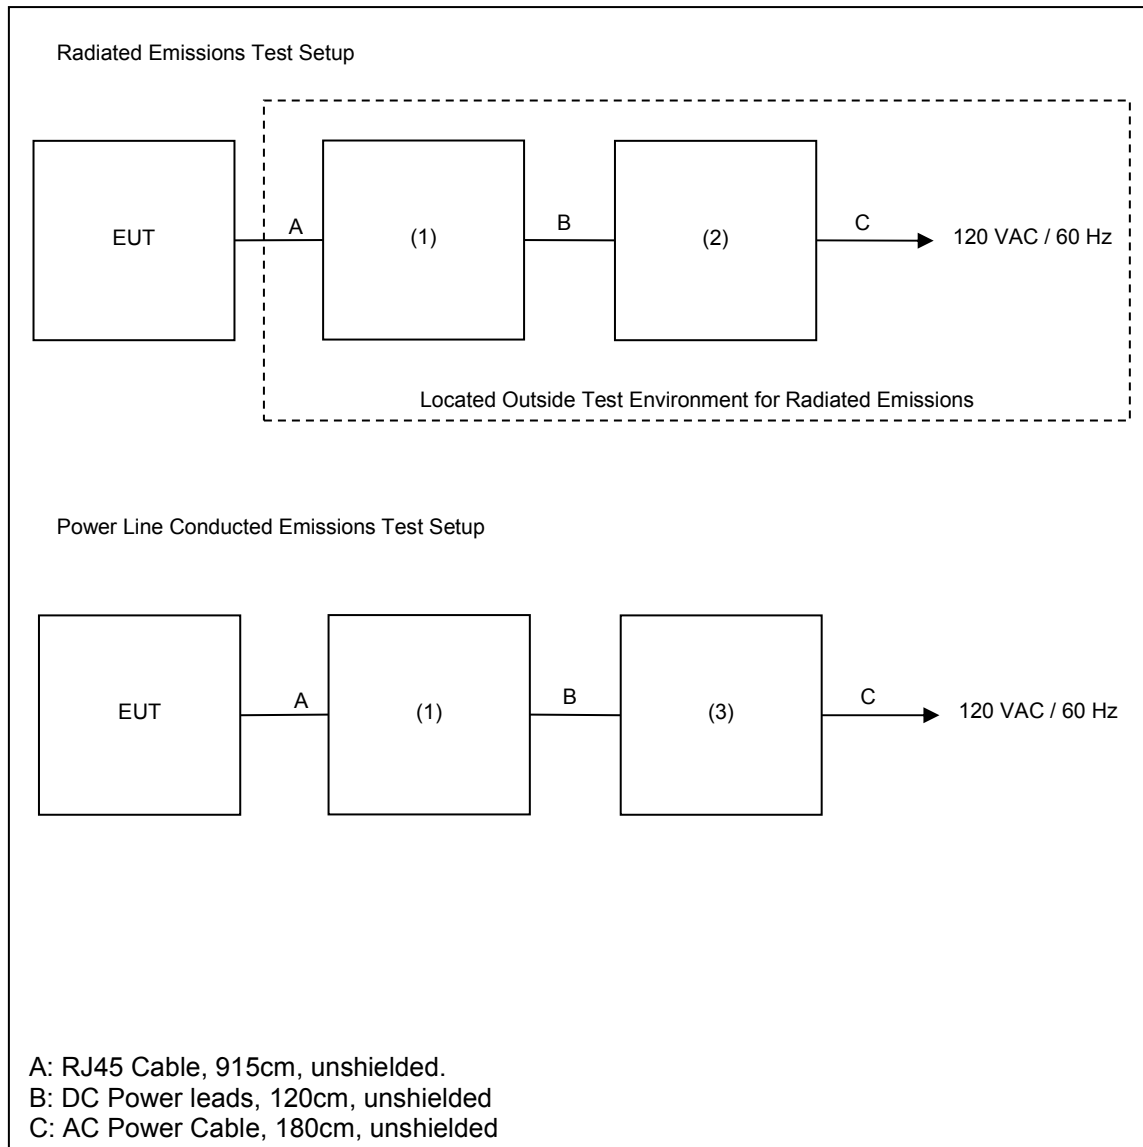 Radiated Emissions Test Setup
EUT
A
(1)
B
(2)
C
120 VAC / 60 Hz
Located Outside Test Environment for Radiated Emissions
Power Line Conducted Emissions Test Setup
EUT
A
(1)
B
(3)
C
120 VAC / 60 Hz
A: RJ45 Cable, 915cm, unshielded.
B: DC Power leads, 120cm, unshielded
C: AC Power Cable, 180cm, unshielded